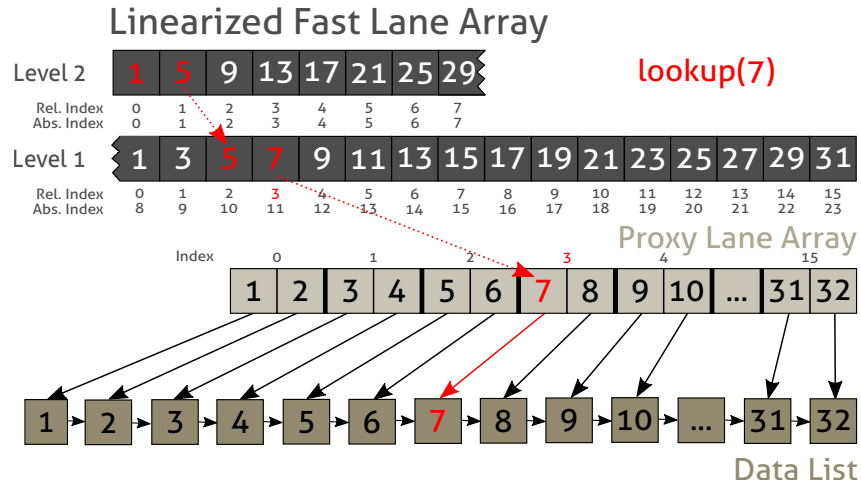 Linearized Fast Lane Array
Level 2 1 5 9 13 17 21 25 29 lookup(7)
Rel. Index 0 1 2 3 4 5 6 7
Abs. Index 0 1 2 3 4 5 6 7
Level 1 1 3 5 7 9 11 13 15 17 19 21 23 25 27 29 31
Rel. Index 0 1 2 3 4 5 6 7 8 9 10 11 12 13 14 15
Abs. Index 8 9 10 11 12 13 14 15 16 17 18 19 20 21 22 23
Proxy Lane Array
Index 0 1 2 3 4 15
1 2 3 4 5 6 7 8 9 10 ... 31 32
1 2 3 4 5 6 7 8 9 10 ... 31 32
Data List